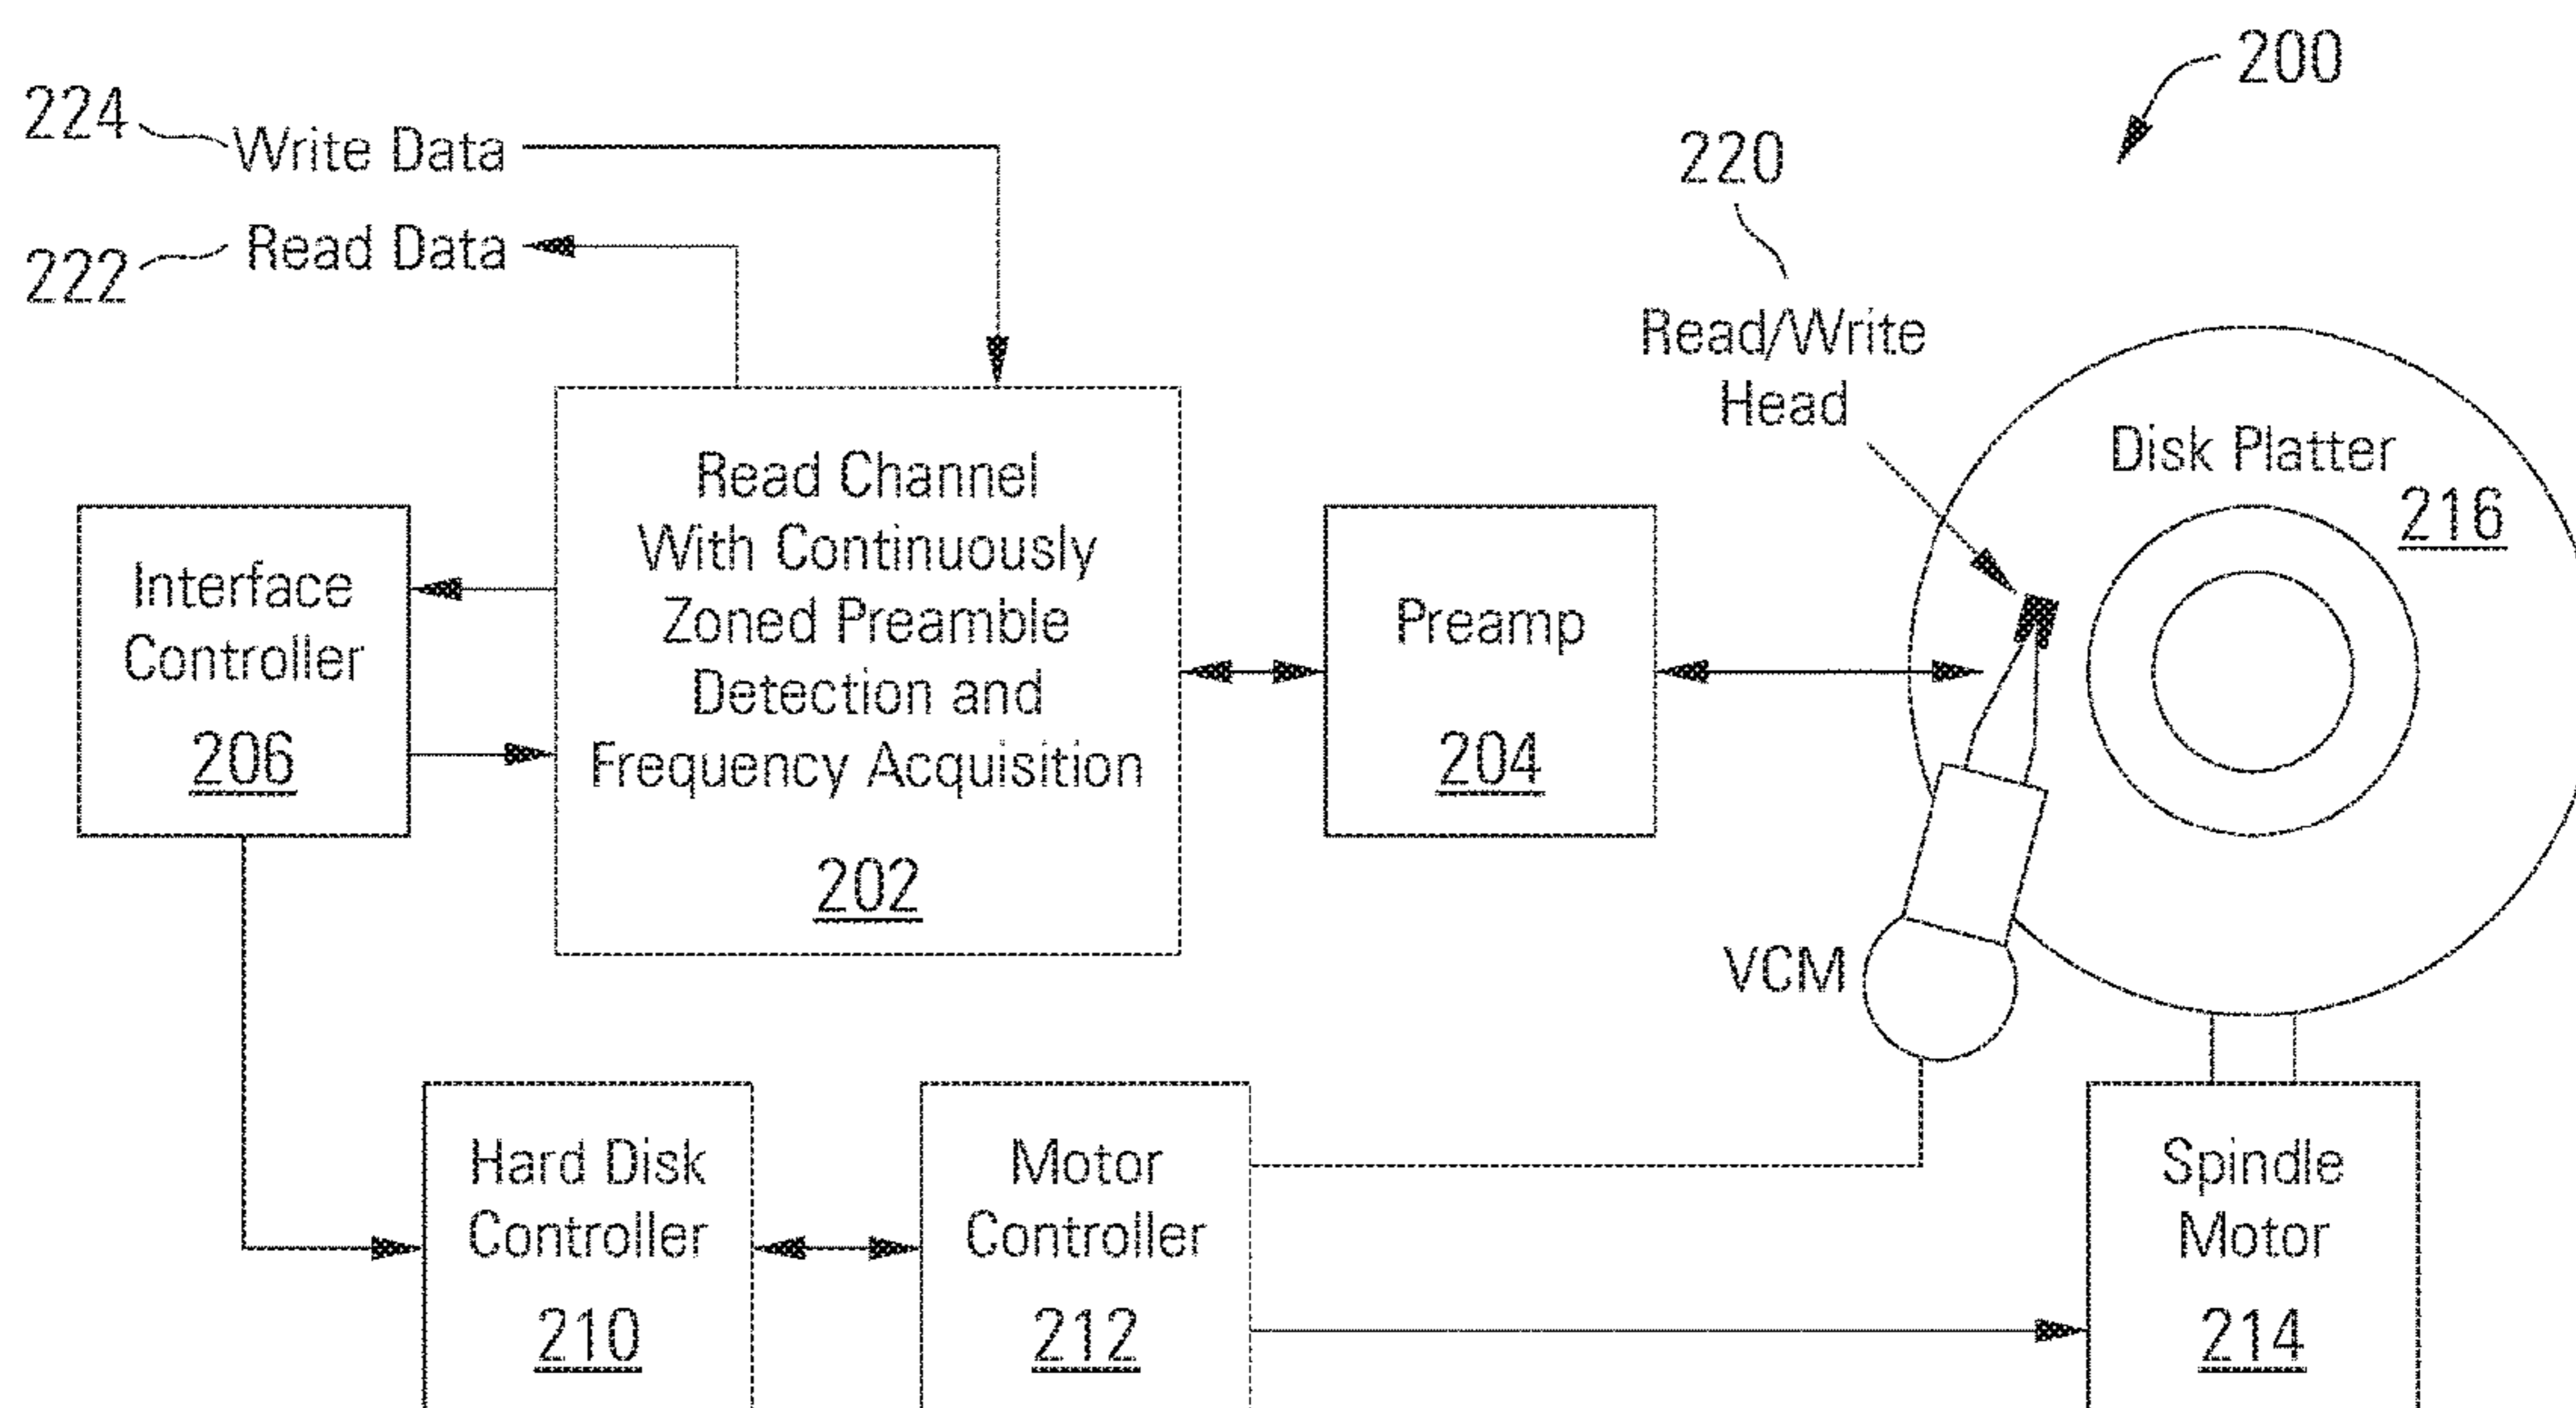 200
224
Write Data
220
222
Read Data
Read/Write
Head
Disk Platter
216
Read Channel
With Continuously
Zoned Preamble
Detection and
Frequency Acquisition
202
Interface
Controller
206
Preamp
204
VCM
Hard Disk
Controller
210
Motor
Controller
212
Spindle
Motor
214